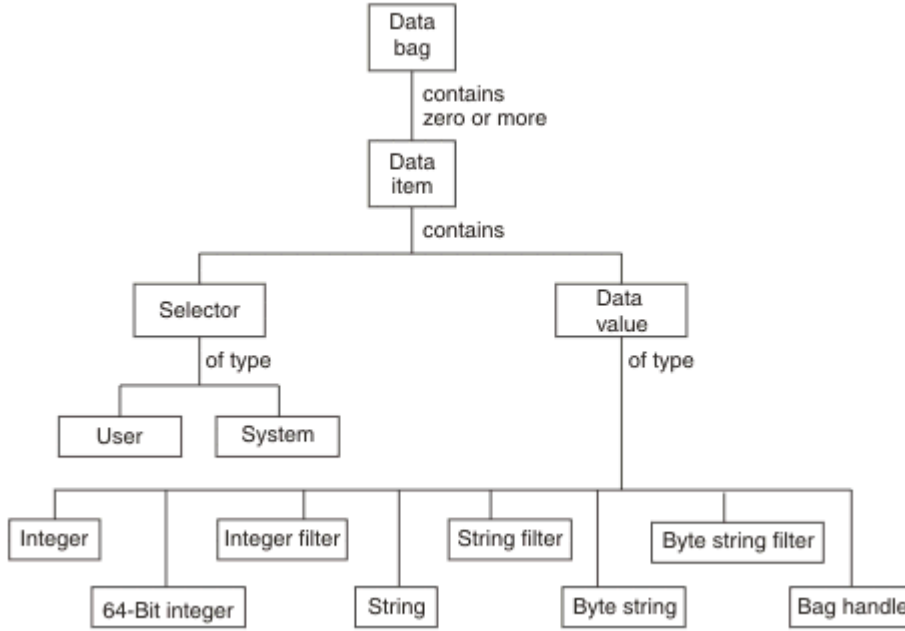 Data
bag
contains
zero or more
Data
item
contains
Selector
Data
value
of type
of type
User
System
Integer
Integer filter
String filter
Byte string filter
64-Bit integer
String
Byte string
Bag handle